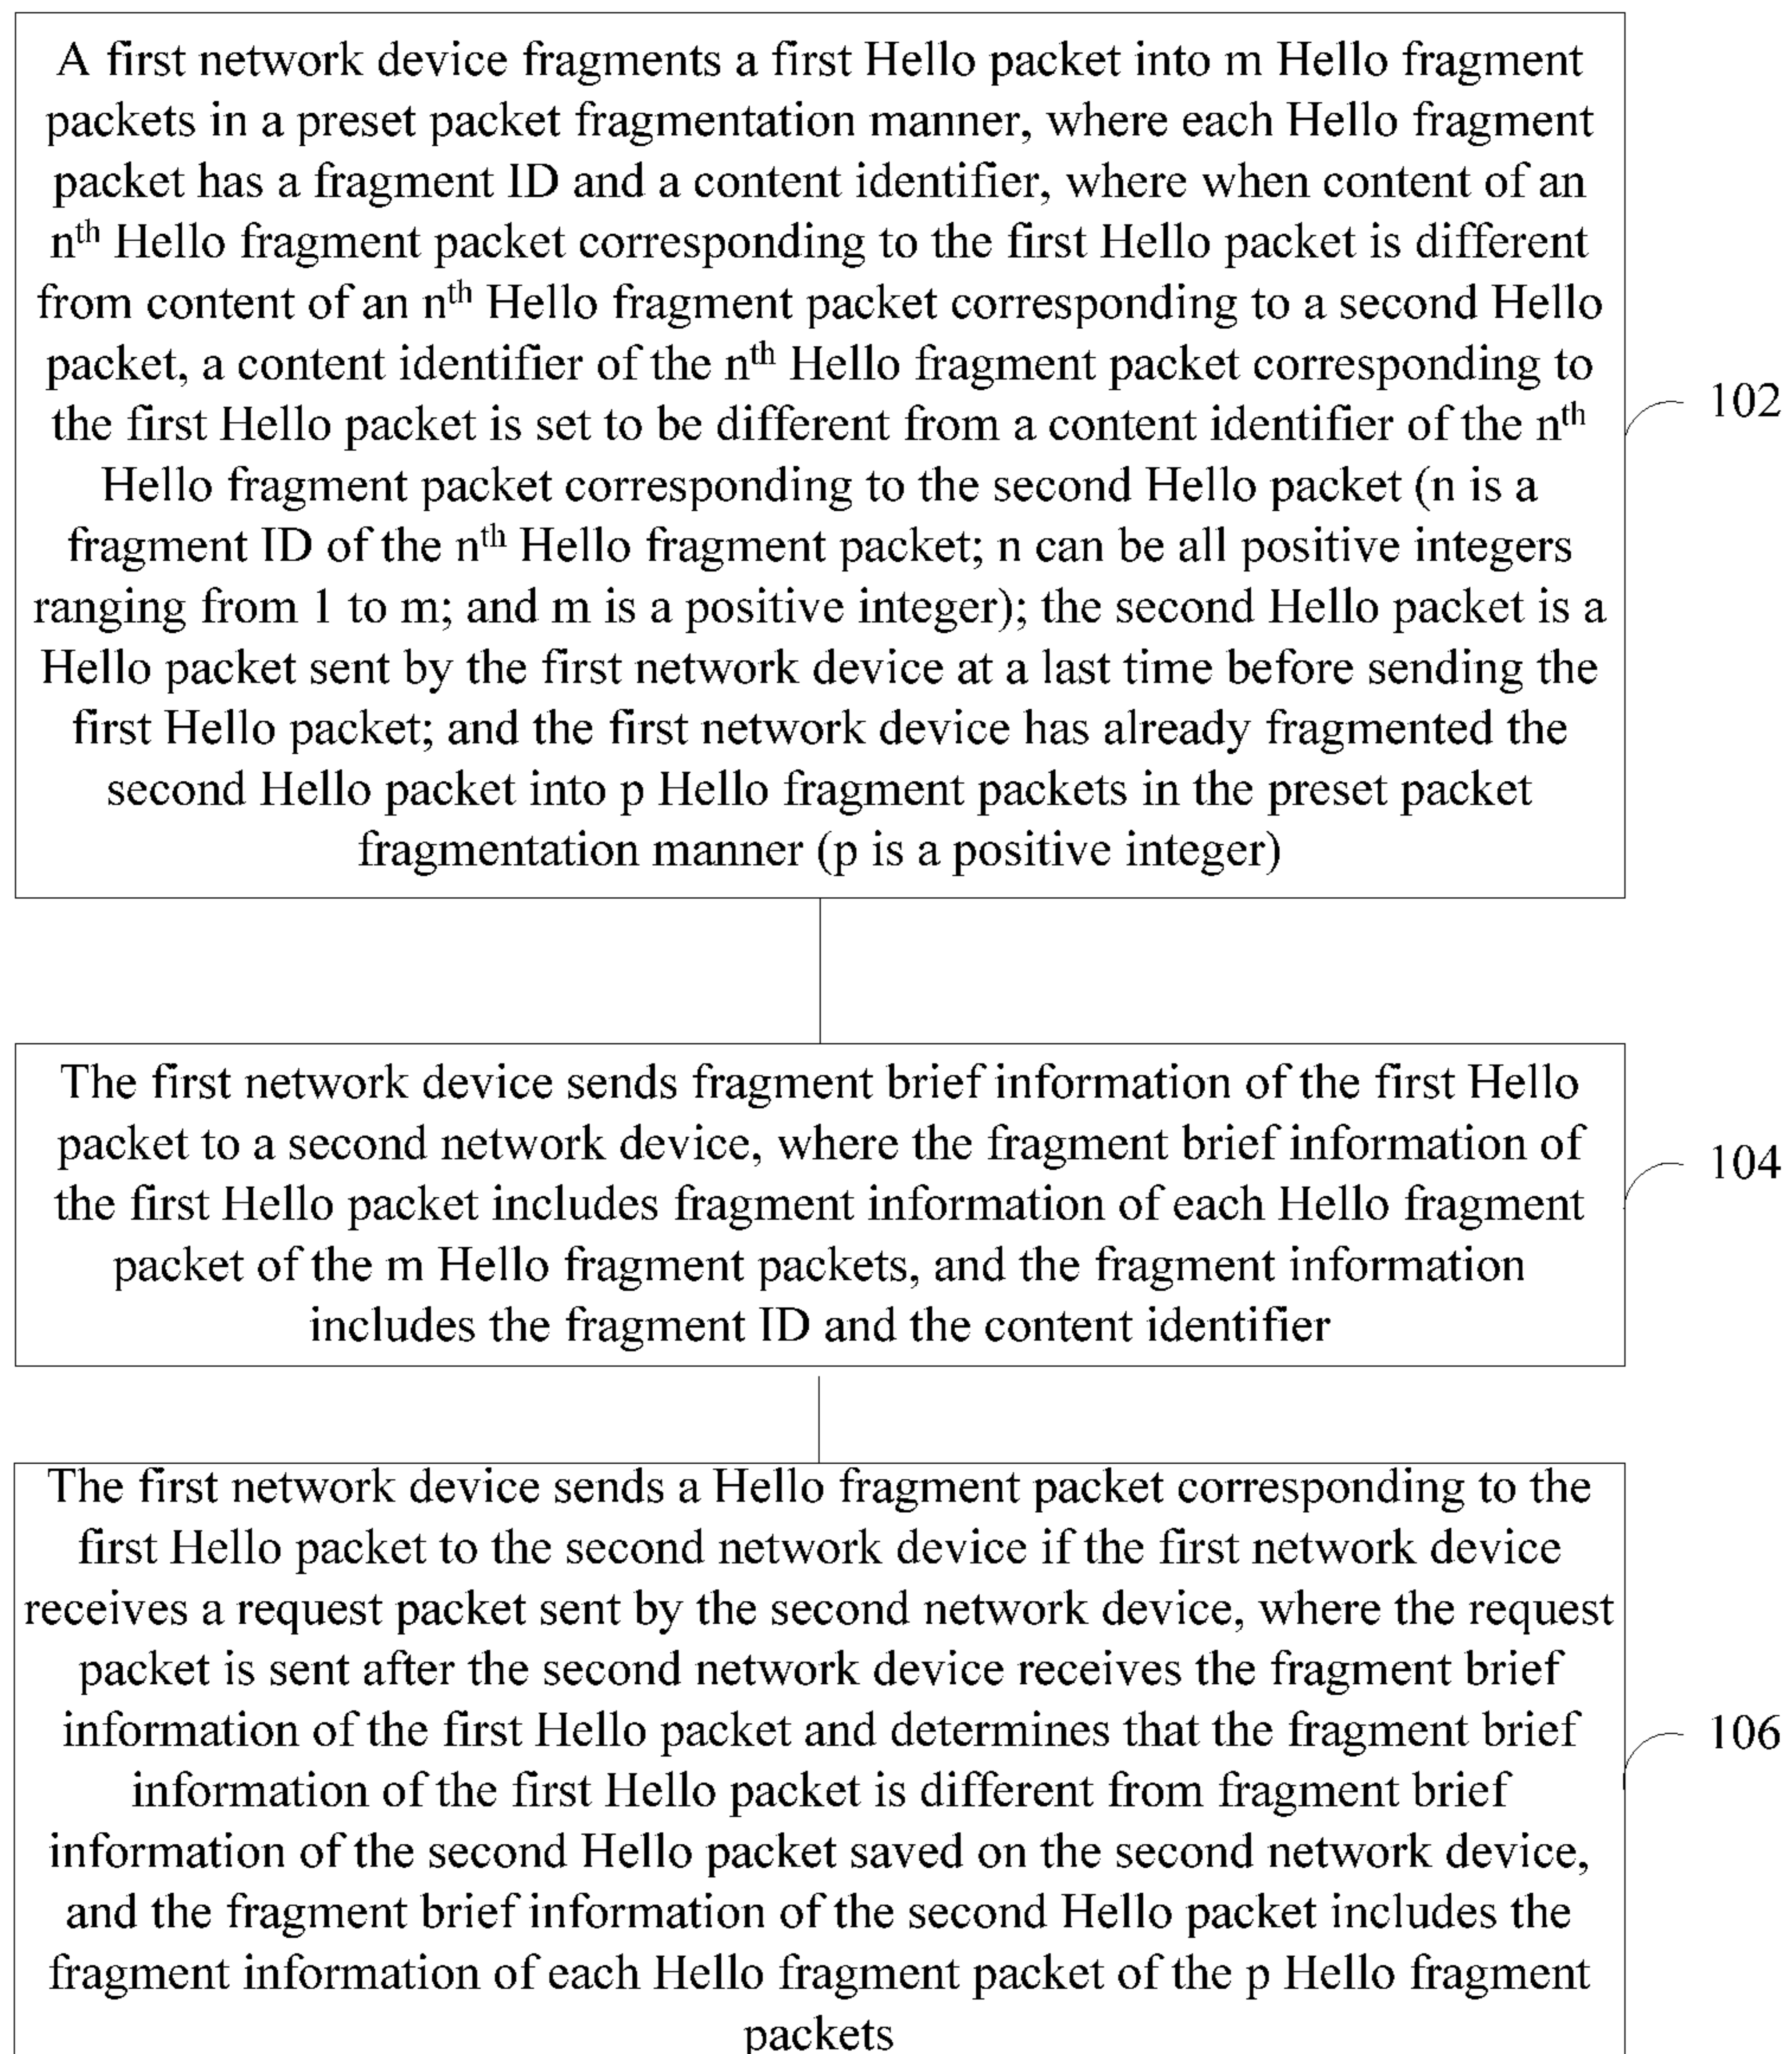 A first network device fragments a first Hello packet into m Hello fragment
packets in a preset packet fragmentation manner, where each Hello fragment
packet has a fragment ID and a content identifier, where when content of an
nth Hello fragment packet corresponding to the first Hello packet is different
from content of an nth Hello fragment packet corresponding to a second Hello
packet, a content identifier of the nth Hello fragment packet corresponding to
the first Hello packet is set to be different from a content identifier of the nth
Hello fragment packet corresponding to the second Hello packet (n is a
fragment ID of the nth Hello fragment packet; n can be all positive integers
ranging from 1 to m; and m is a positive integer); the second Hello packet is a
Hello packet sent by the first network device at a last time before sending the
first Hello packet; and the first network device has already fragmented the
second Hello packet into p Hello fragment packets in the preset packet
fragmentation manner (p is a positive integer)
102
The first network device sends fragment brief information of the first Hello
packet to a second network device, where the fragment brief information of
the first Hello packet includes fragment information of each Hello fragment
packet of the m Hello fragment packets, and the fragment information
includes the fragment ID and the content identifier
104
The first network device sends a Hello fragment packet corresponding to the
first Hello packet to the second network device if the first network device
receives a request packet sent by the second network device, where the request
packet is sent after the second network device receives the fragment brief
information of the first Hello packet and determines that the fragment brief
information of the first Hello packet is different from fragment brief
information of the second Hello packet saved on the second network device,
and the fragment brief information of the second Hello packet includes the
fragment information of each Hello fragment packet of the p Hello fragment
packets
106